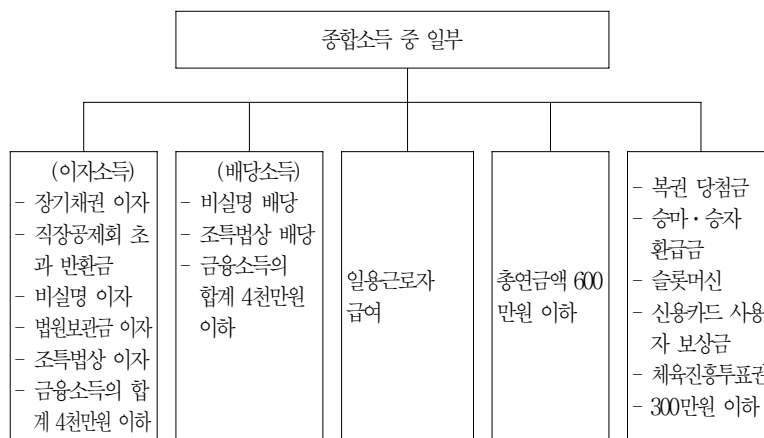 종합소득 중 일부
(이자소득)
- 장기채권 이자
- 직장공제회 초
과 반환금
- 비실명 이자
- 법원보관금 이자
- 조특법상 이자
- 금융소득의 합
계 4천만원 이하
(배당소득)
- 비실명 배당
- 조특법상 배당
- 금융소득의
합계 4천만원
이하
일용근로자
급여
총연금액 600
만원 이하
- 복권 당첨금
- 승마·승자
환급금
- 슬롯머신
- 신용카드 사용
자 보상금
- 체육진흥투표권
- 300만원 이하